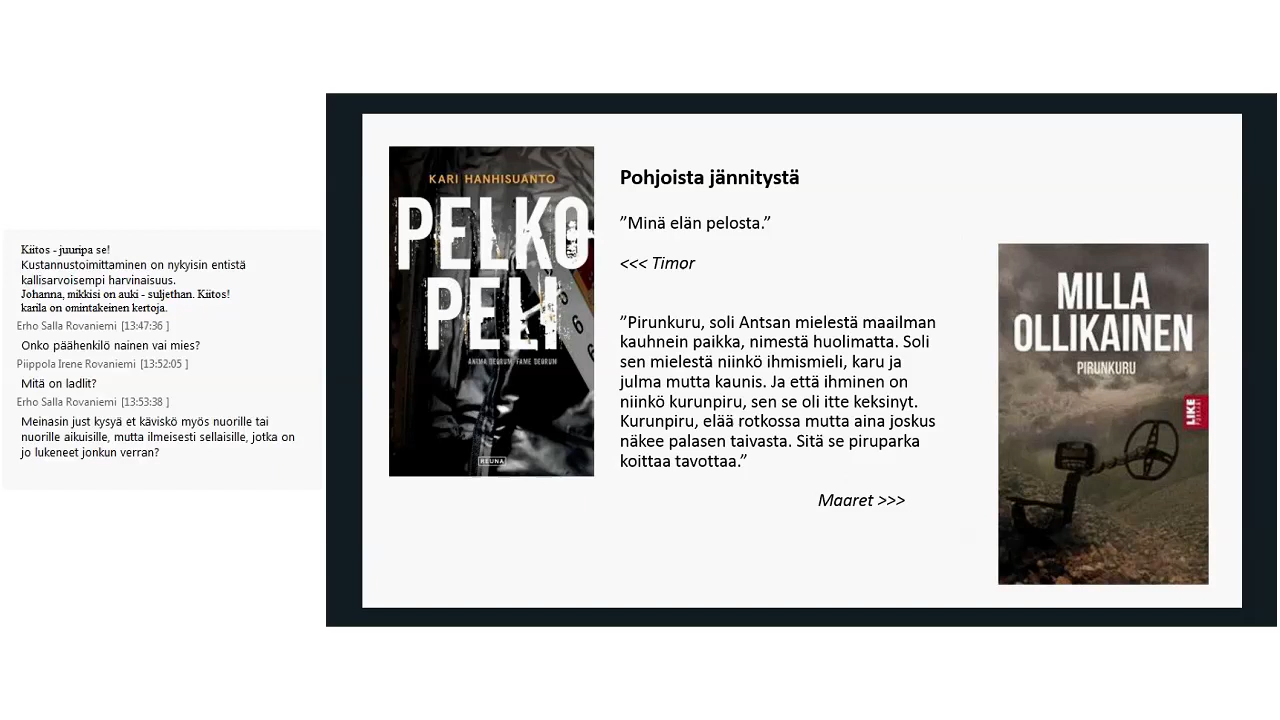 Kiitos - juuripa se!
Kustannustoimittaminen on nykyisin entistä
kallisarvoisempi harvinaisuus.
Johanna, mikkisi on auki - suljethan. Kiitos!
karila on omintakeinen kertoja.
Erho Salla Rovaniemi [13:47:36 ]
Onko päähenkilö nainen vai mies?
Piippola Irene Rovaniemi [13:52:05 ]
Mitä on ladlit?
Erho Salla Rovaniemi [13:53:38 ]
Meinasin just kysyä et käviskö myös nuorille tai
nuorille aikuisille, mutta ilmeisesti sellaisille, jotka on
jo lukeneet jonkun verran?
KARI HANHISUANTO
PELKO
PELI
ANIMA DEORUM, FAME DEORUM
REUNA
Pohjoista jännitystä
”Minä elän pelosta.”
<<< Timor
”Pirunkuru, soli Antsan mielestä maailman
kauhnein paikka, nimestä huolimatta. Soli
sen mielestä niinkö ihmismieli, karu ja
julma mutta kaunis. Ja että ihminen on
niinkö kurunpiru, sen se oli itte keksinyt.
Kurunpiru, elää rotkossa mutta aina joskus
näkee palasen taivasta. Sitä se piruparka
koittaa tavottaa.”
Maaret >>>
MILLA
OLLIKAINEN
PIRUNKURU
LIKE
6